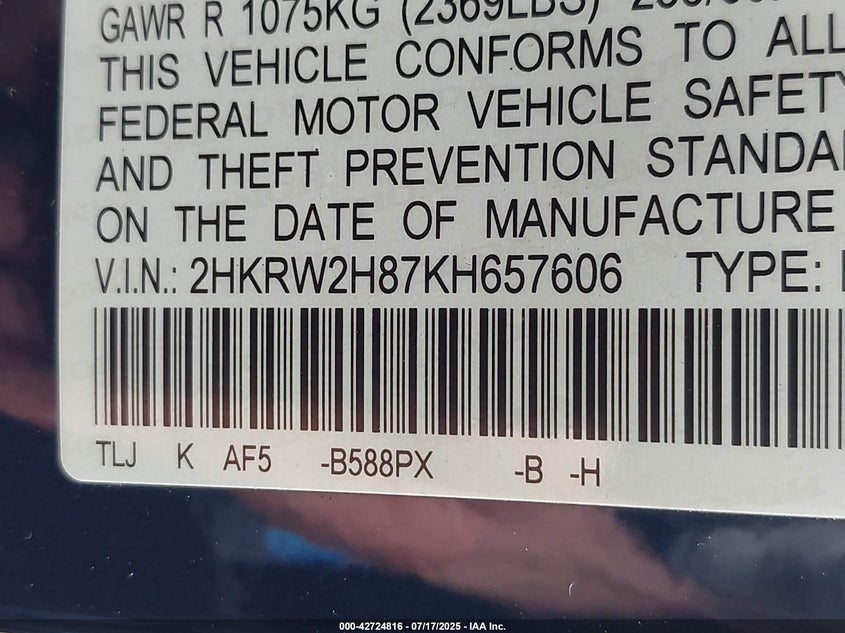 GAWR R 1075KG (2369LBS)
THIS VEHICLE CONFORMS TO ALL
FEDERAL MOTOR VEHICLE SAFETY
AND THEFT PREVENTION STANDA
ON THE DATE OF MANUFACTURE
V.I.N.: 2HKRW2H87KH657606 TYPE:
TLJ K AF5 -B588PX -B -H
000-42724816 - 07/17/2025 - IAA Inc.